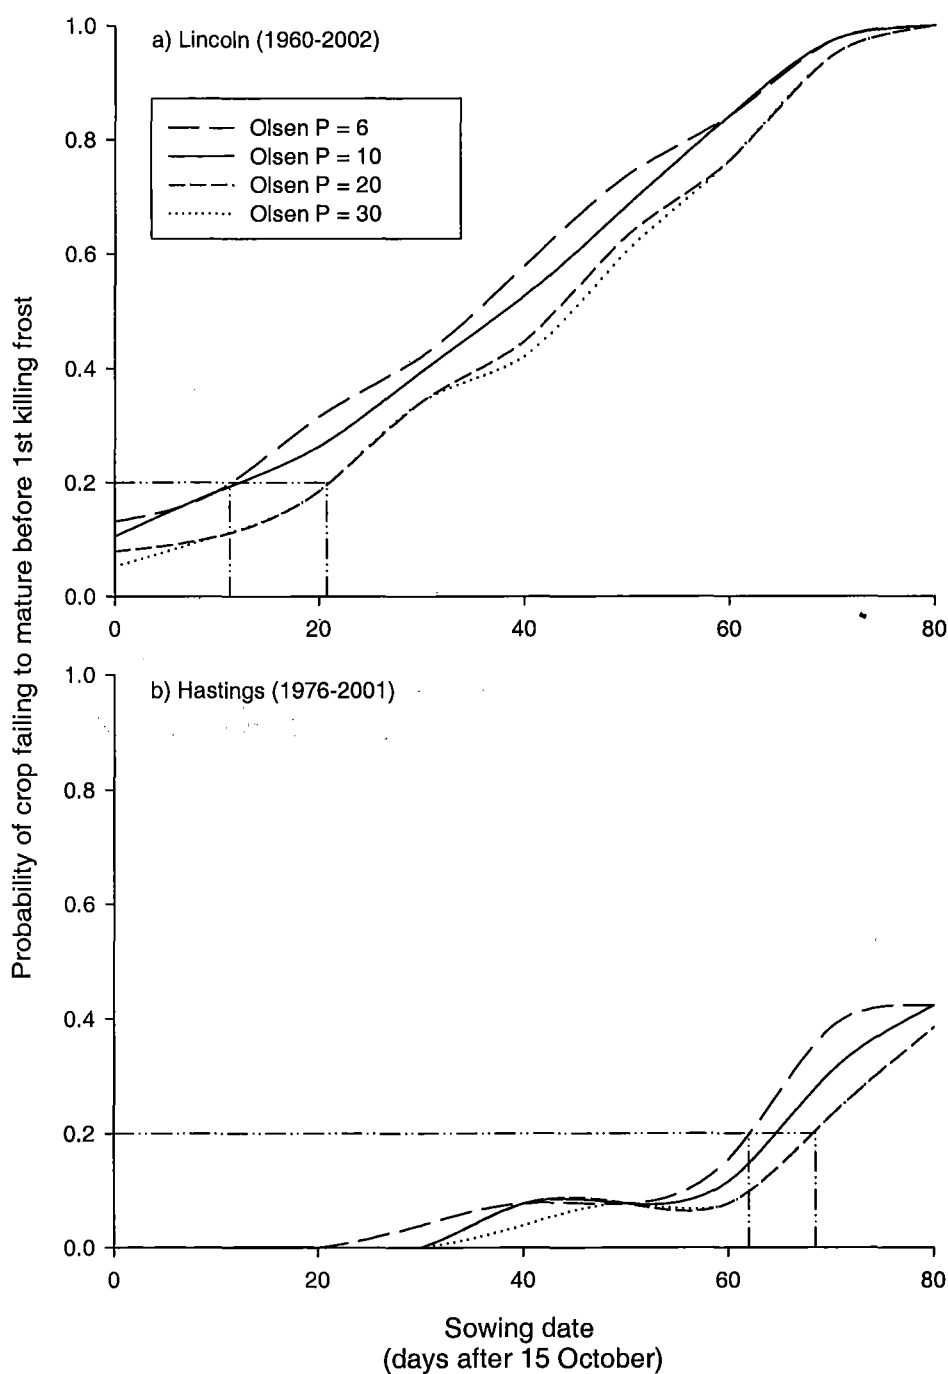 Probability of crop failing to mature before 1st killing frost
a) Lincoln (1960-2002)
Olsen P = 6
Olsen P = 10
Olsen P = 20
Olsen P = 30
1.0
0.8
0.6
0.4
0.2
0.0
0 20 40 60 80
b) Hastings (1976-2001)
1.0
0.8
0.6
0.4
0.2
0.0
0 20 40 60 80
Sowing date
(days after 15 October)